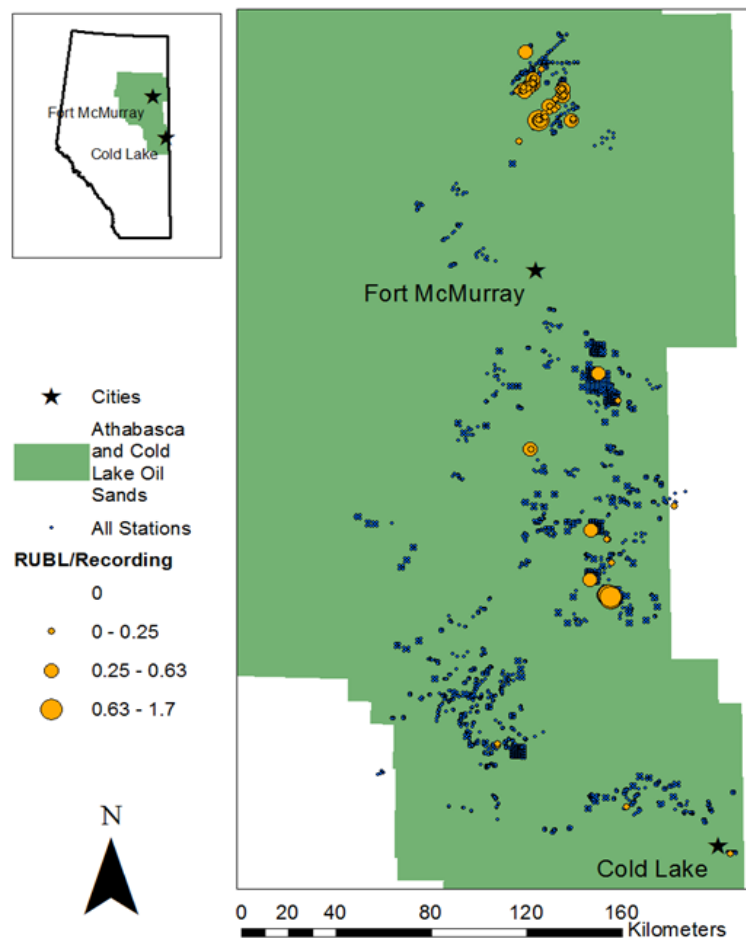 Fort McMurray
Cold Lake
Fort McMurray
Cities
Athabasca
and Cold
Lake Oil
Sands
All Stations
RUBL/Recording
0
0 - 0.25
0.25 - 0.63
0.63 - 1.7
N
Cold Lake
0 20 40 80 120 160
Kilometers